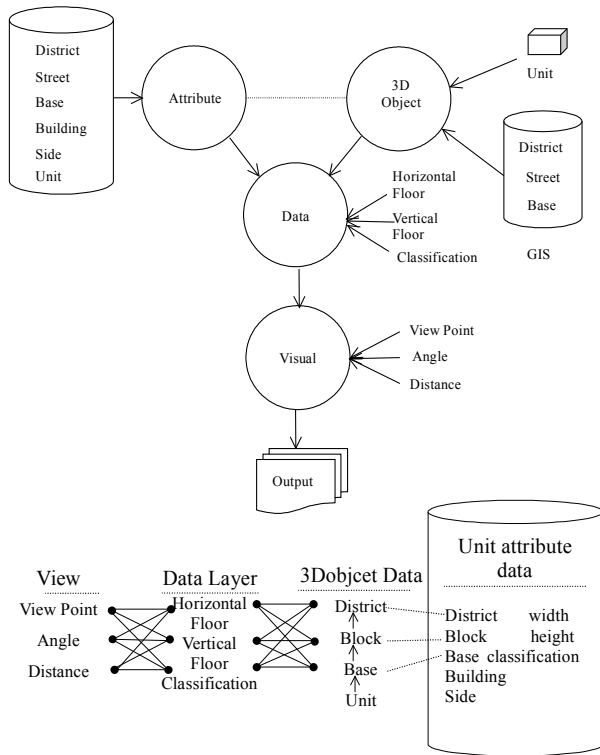 District
Street
Base
Building
Side
Unit
Attribute
3D
Object
Unit
District
Street
Base
GIS
Data
Horizontal
Floor
Vertical
Floor
Classification
Visual
View Point
Angle
Distance
Output
View
View Point
Angle
Distance
Data Layer
Horizontal
Floor
Vertical
Floor
Classification
3Dobjcet Data
District
Block
Base
Unit
Unit attribute
data
District width
Block height
Base classification
Building
Side